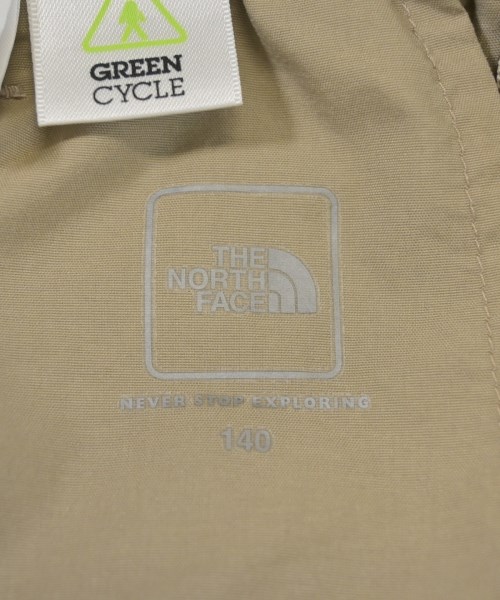 GREEN
CYCLE
THE
NORTH
FACE
NEVER STOP EXPLORING
140